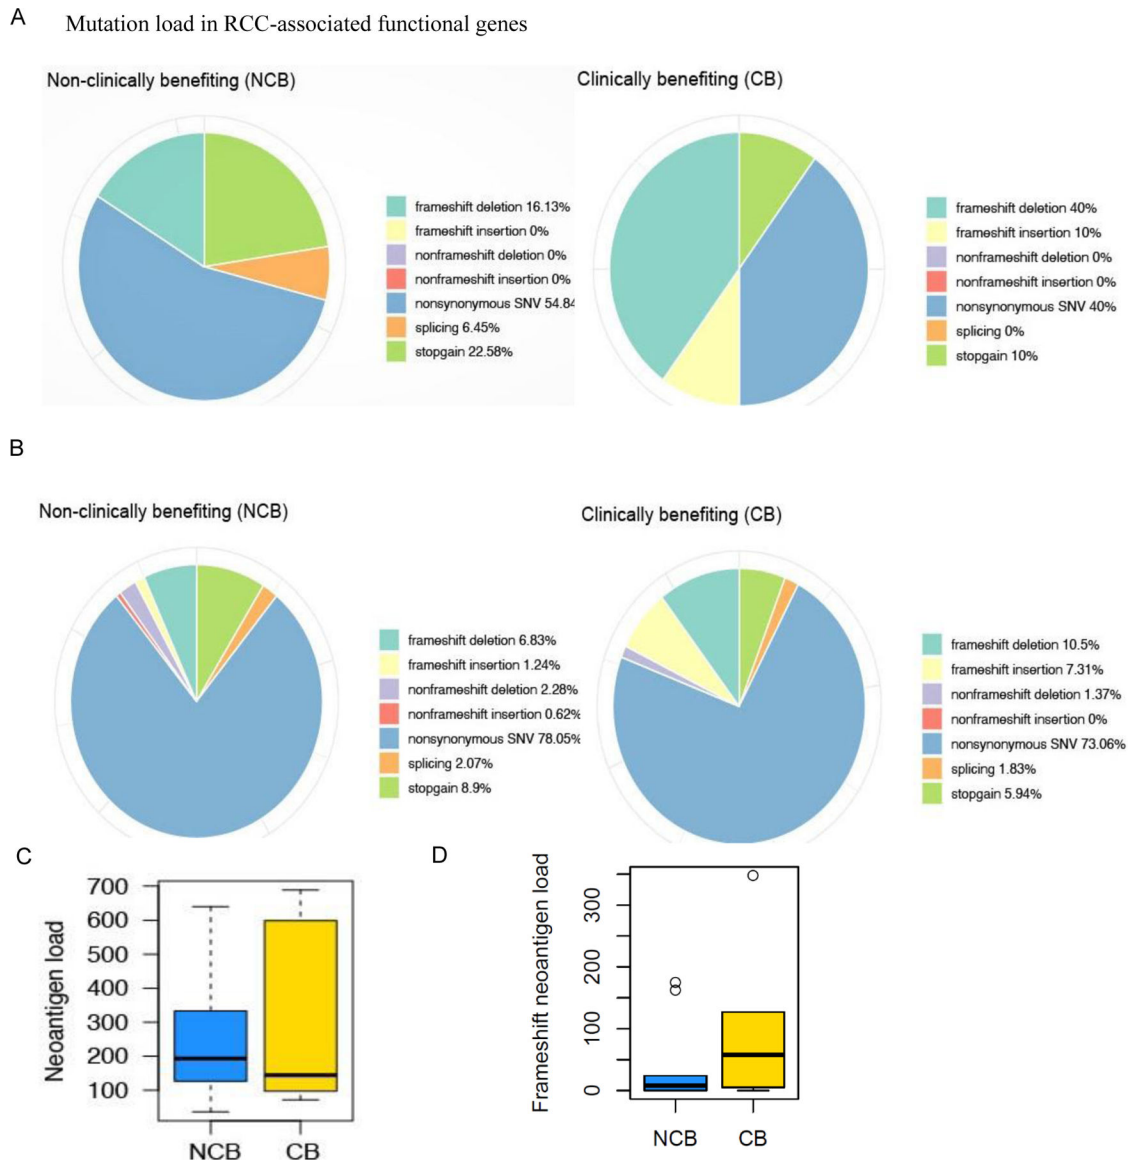 A
Mutation load in RCC-associated functional genes
Non-clinically benefiting (NCB)
frameshift deletion 16.13%
frameshift insertion 0%
nonframeshift deletion 0%
nonframeshift insertion 0%
nonsynonymous SNV 54.84
splicing 6.45%
stopgain 22.58%
Clinically benefiting (CB)
frameshift deletion 40%
frameshift insertion 10%
nonframeshift deletion 0%
nonframeshift insertion 0%
nonsynonymous SNV 40%
splicing 0%
stopgain 10%
B
Non-clinically benefiting (NCB)
frameshift deletion 6.83%
frameshift insertion 1.24%
nonframeshift deletion 2.28%
nonframeshift insertion 0.62%
nonsynonymous SNV 78.05%
splicing 2.07%
stopgain 8.9%
Clinically benefiting (CB)
frameshift deletion 10.5%
frameshift insertion 7.31%
nonframeshift deletion 1.37%
nonframeshift insertion 0%
nonsynonymous SNV 73.06%
splicing 1.83%
stopgain 5.94%
C
Neoantigen load
700
600
500
400
300
200
100
NCB CB
D
Frameshift neoantigen load
300
200
100
0
NCB CB